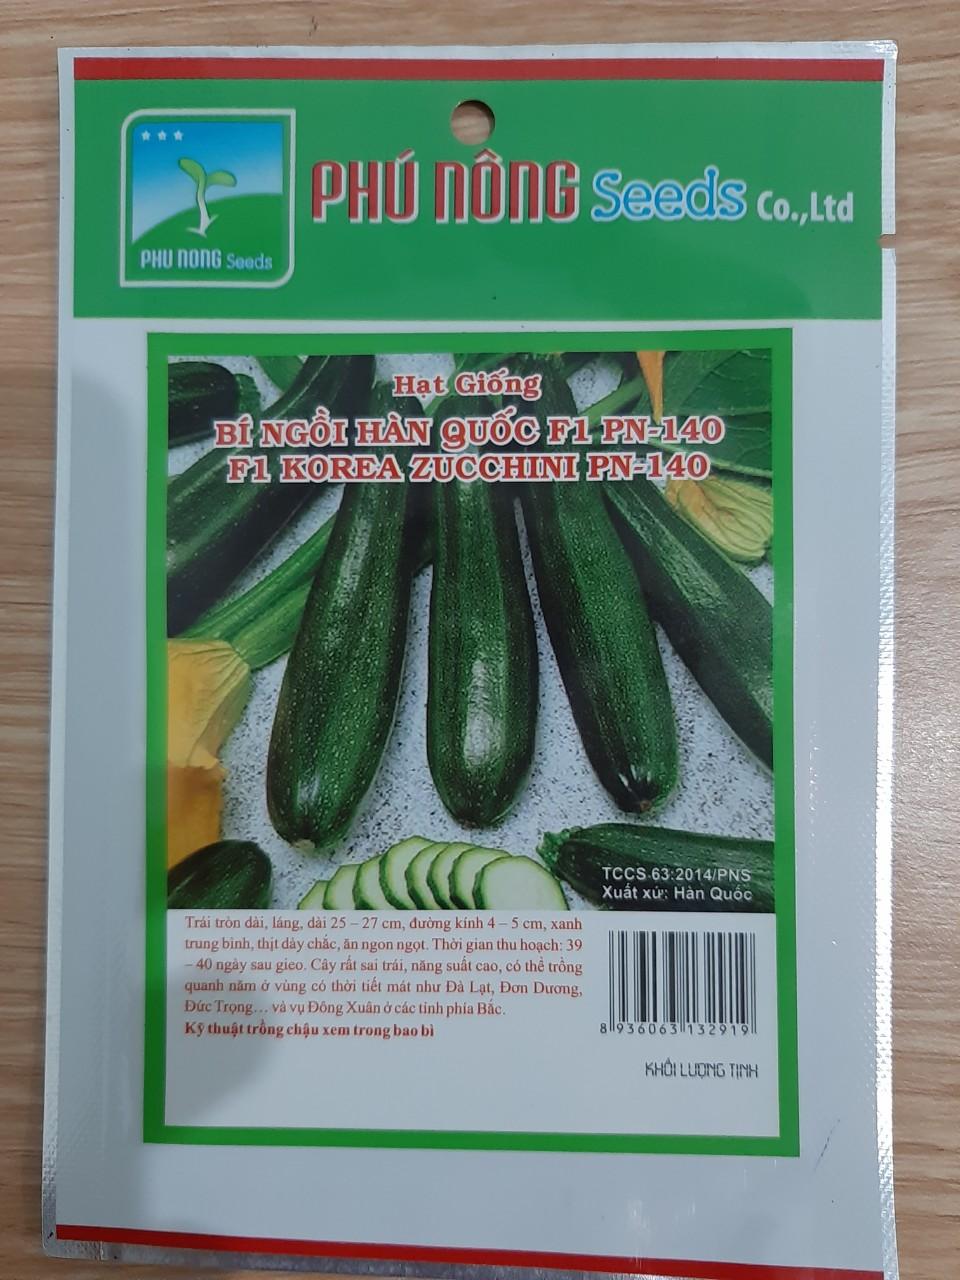 PHU NONG Seeds
PHÚ NÔNG Seeds Co.,Ltd
Hạt Giống
BÍ NGỒI HÀN QUỐC F1 PN-140
F1 KOREA ZUCCHINI PN-140
TCCS 63:2014/PNS
Xuất xứ: Hàn Quốc
Trái tròn dài, láng, dài 25 – 27 cm, đường kính 4 – 5 cm, xanh
trung bình, thịt dày chắc, ăn ngon ngọt. Thời gian thu hoạch: 39
– 40 ngày sau gieo. Cây rất sai trái, năng suất cao, có thể trồng
quanh năm ở vùng có thời tiết mát như Đà Lạt, Đơn Dương,
Đức Trọng… và vụ Đông Xuân ở các tỉnh phía Bắc.
Kỹ thuật trồng chậu xem trong bao bì
8 936063 132919
KHỐI LƯỢNG TỊNH